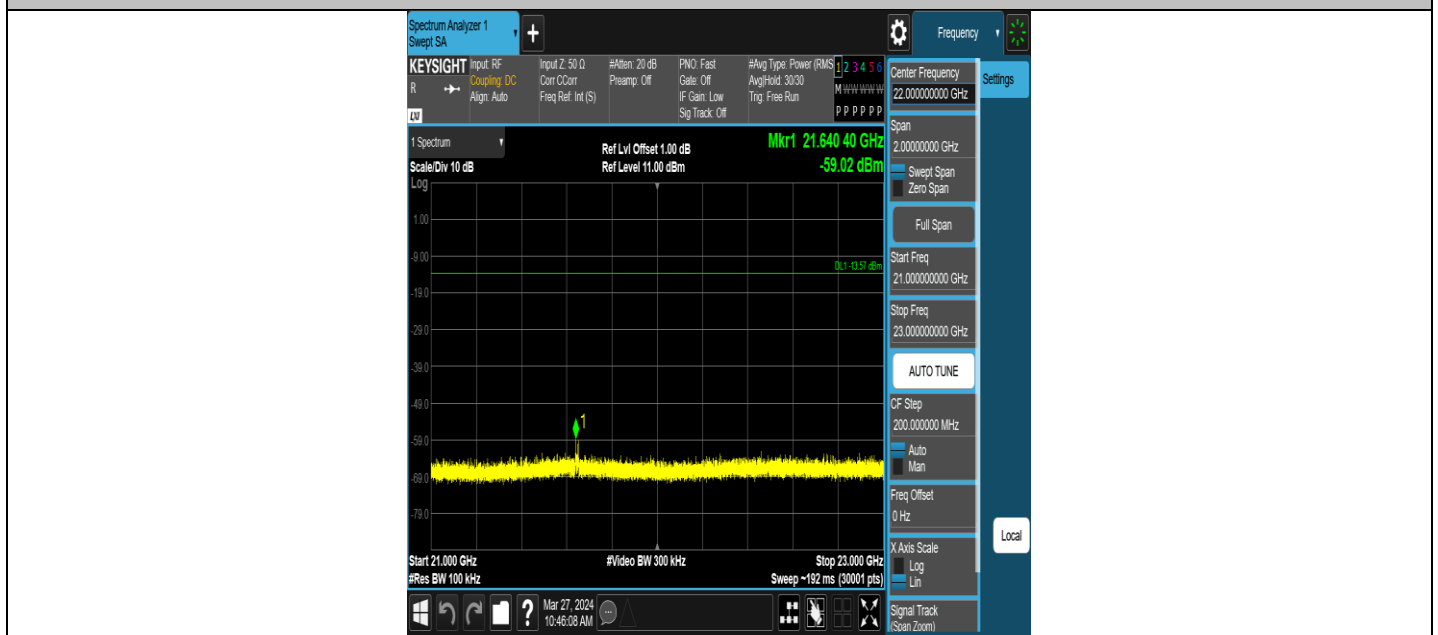 Spectrum Analyzer 1
Swept SA
Frequency
KEYSIGHT
R
LXI
Input: RF
Coupling: DC
Align: Auto
Input Z: 50 Ω
Corr CCorr
Freq Ref: Int (S)
#Atten: 20 dB
Preamp: Off
PNO: Fast
Gate: Off
IF Gain: Low
Sig Track: Off
#Avg Type: Power (RMS
Avg|Hold: 30/30
Trig: Free Run
1 2 3 4 5 6
M W W W W W
P P P P P P
1 Spectrum
Scale/Div 10 dB
Log
Ref Lvl Offset 1.00 dB
Ref Level 11.00 dBm
Mkr1 21.640 40 GHz
-59.02 dBm
1.00
-9.00
-19.0
-29.0
-39.0
-49.0
-59.0
-69.0
-79.0
DL1 -13.57 dBm
1
Start 21.000 GHz
#Res BW 100 kHz
#Video BW 300 kHz
Stop 23.000 GHz
Sweep ~192 ms (30001 pts)
Center Frequency
22.000000000 GHz
Span
2.00000000 GHz
Swept Span
Zero Span
Full Span
Start Freq
21.000000000 GHz
Stop Freq
23.000000000 GHz
AUTO TUNE
CF Step
200.000000 MHz
Auto
Man
Freq Offset
0 Hz
X Axis Scale
Log
Lin
Signal Track
(Span Zoom)
Settings
Local
?
Mar 27, 2024
10:46:08 AM